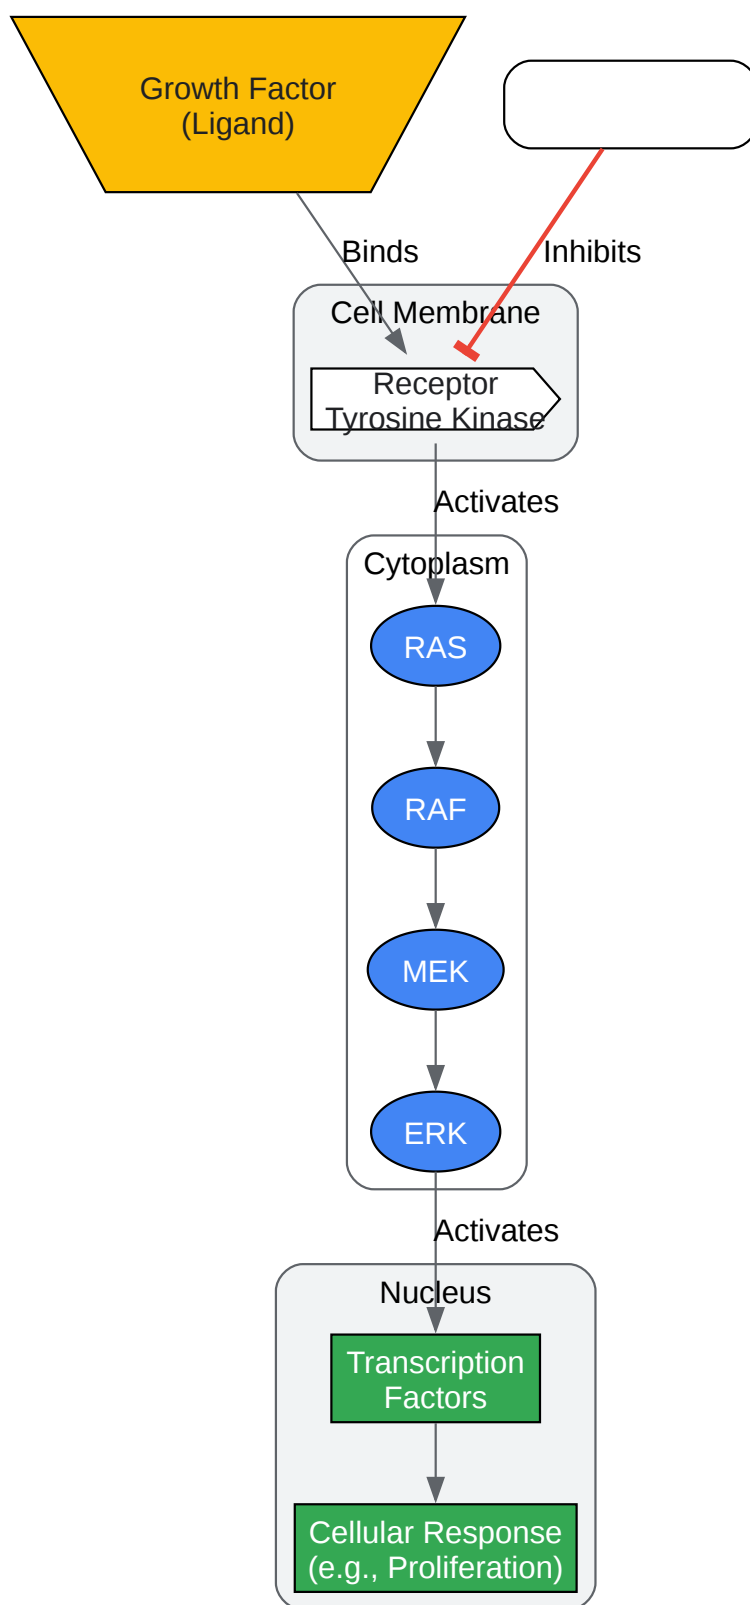 Growth Factor
(Ligand)
Binds
Inhibits
Cell Membrane
Receptor
Tyrosine Kinase
Activates
Cytoplasm
RAS
RAF
MEK
ERK
Activates
Nucleus
Transcription
Factors
Cellular Response
(e.g., Proliferation)